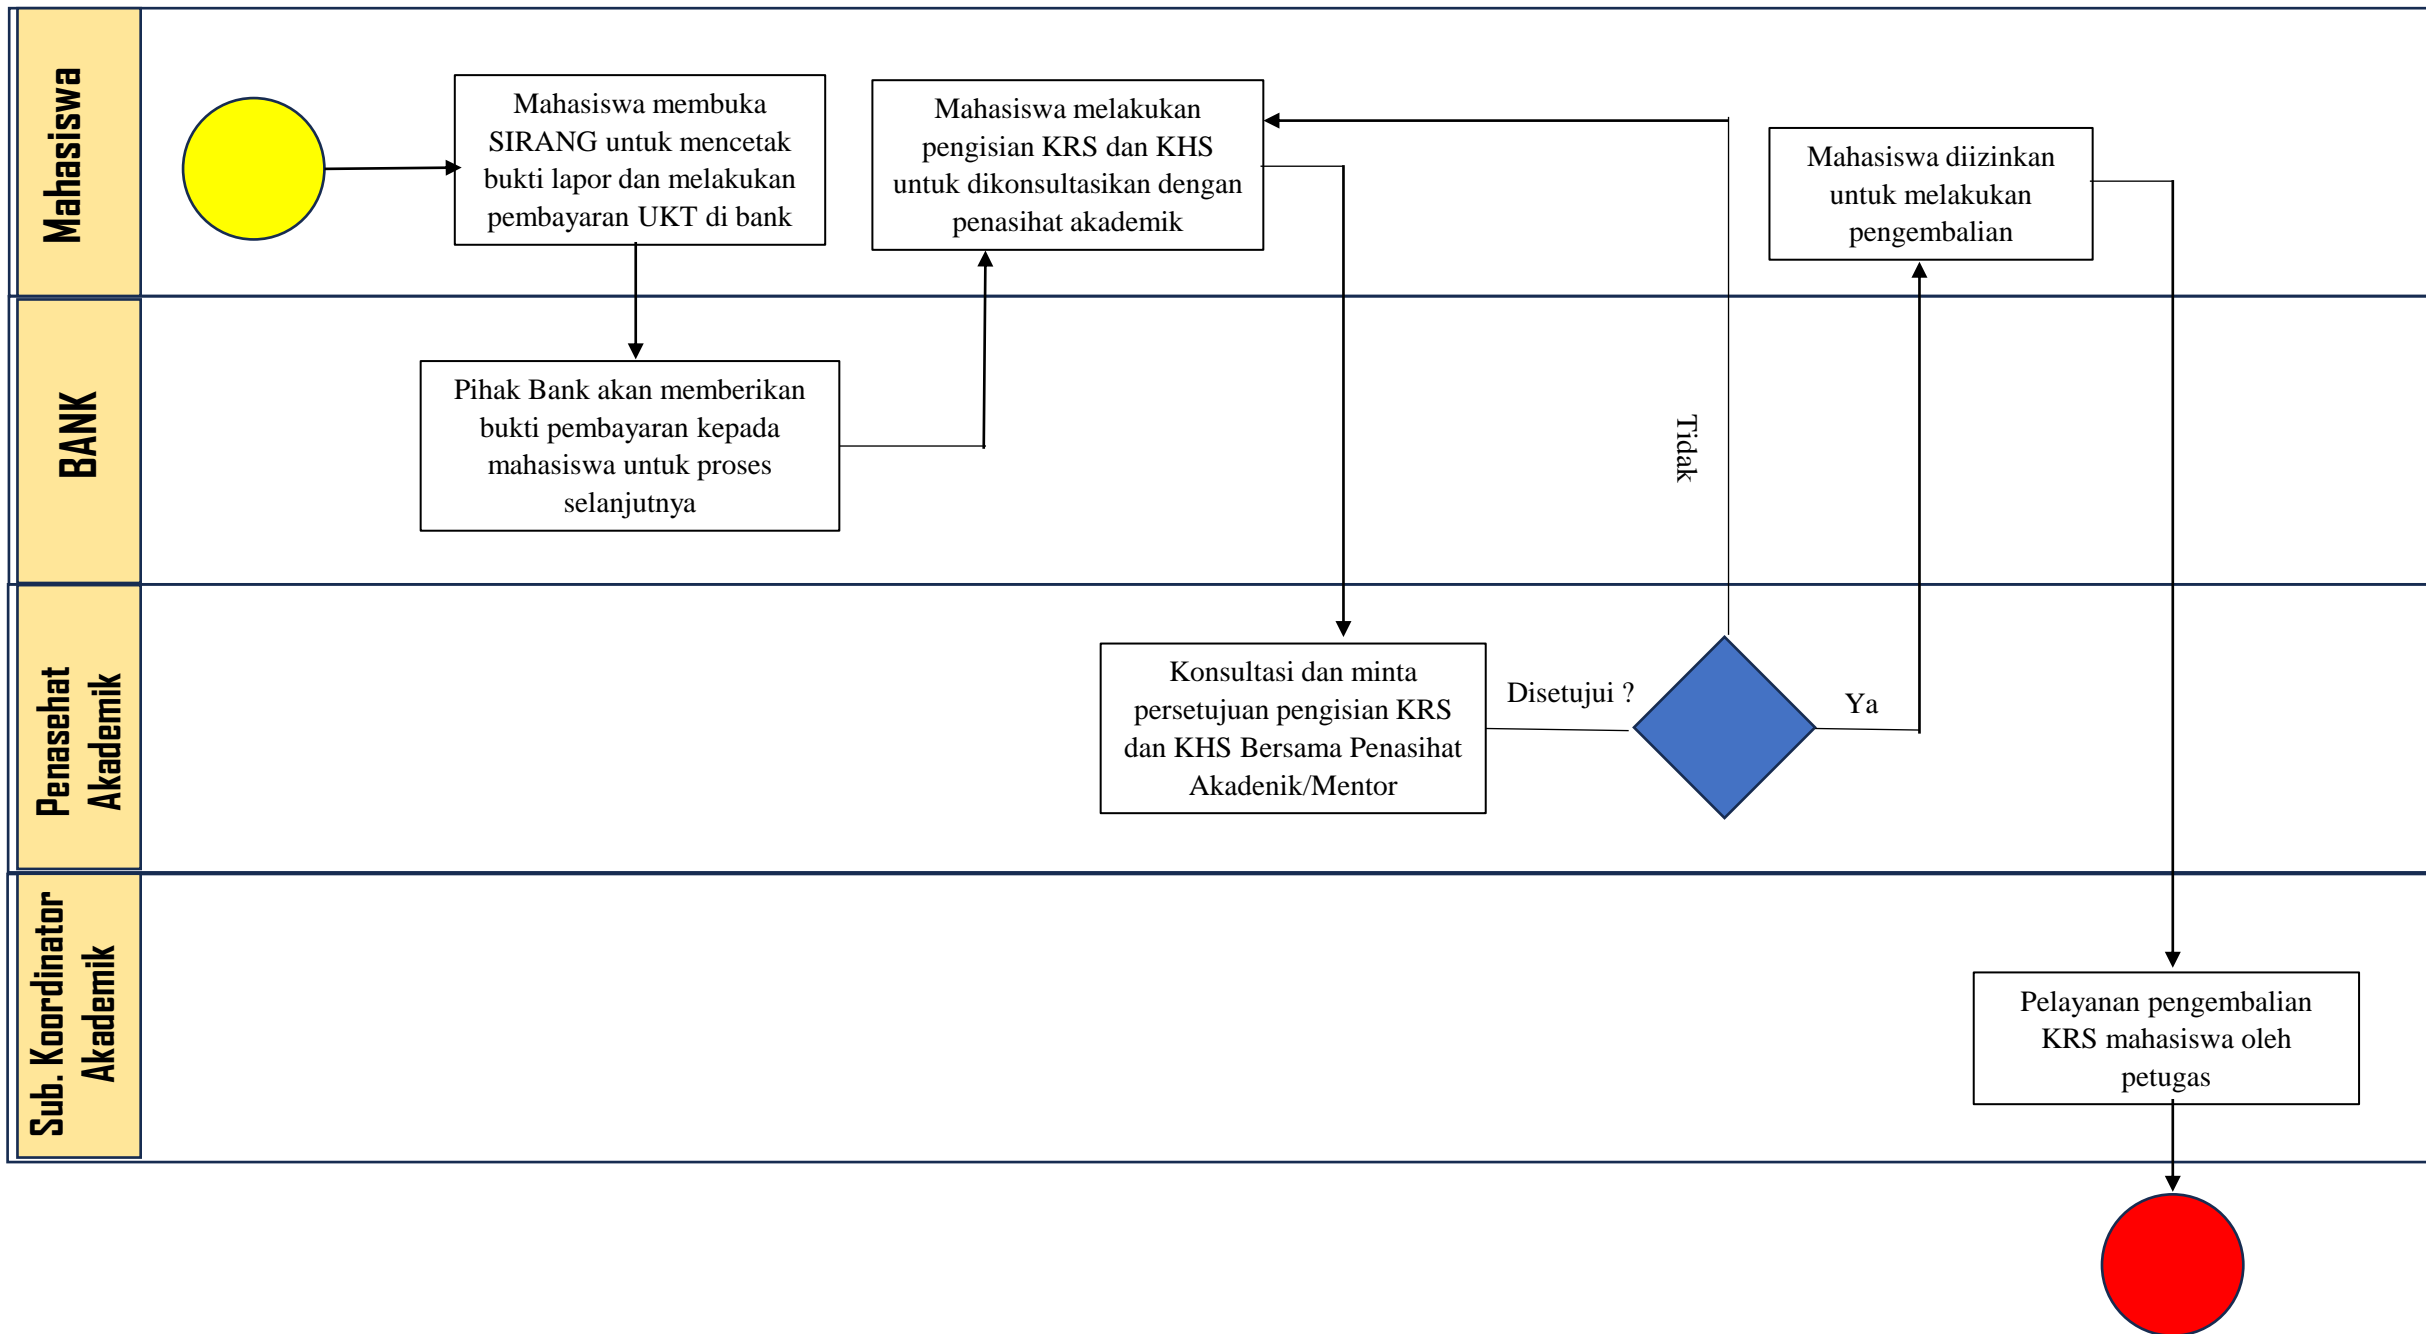 Mahasiswa
Mahasiswa membuka
SIRANG untuk mencetak
bukti lapor dan melakukan
pembayaran UKT di bank
Mahasiswa melakukan
pengisian KRS dan KHS
untuk dikonsultasikan dengan
penasihat akademik
Mahasiswa diizinkan
untuk melakukan
pengembalian
BANK
Pihak Bank akan memberikan
bukti pembayaran kepada
mahasiswa untuk proses
selanjutnya
Tidak
Penasehat
Akademik
Konsultasi dan minta
persetujuan pengisian KRS
dan KHS Bersama Penasihat
Akadenik/Mentor
Disetujui ?
Ya
Sub. Koordinator
Akademik
Pelayanan pengembalian
KRS mahasiswa oleh
petugas